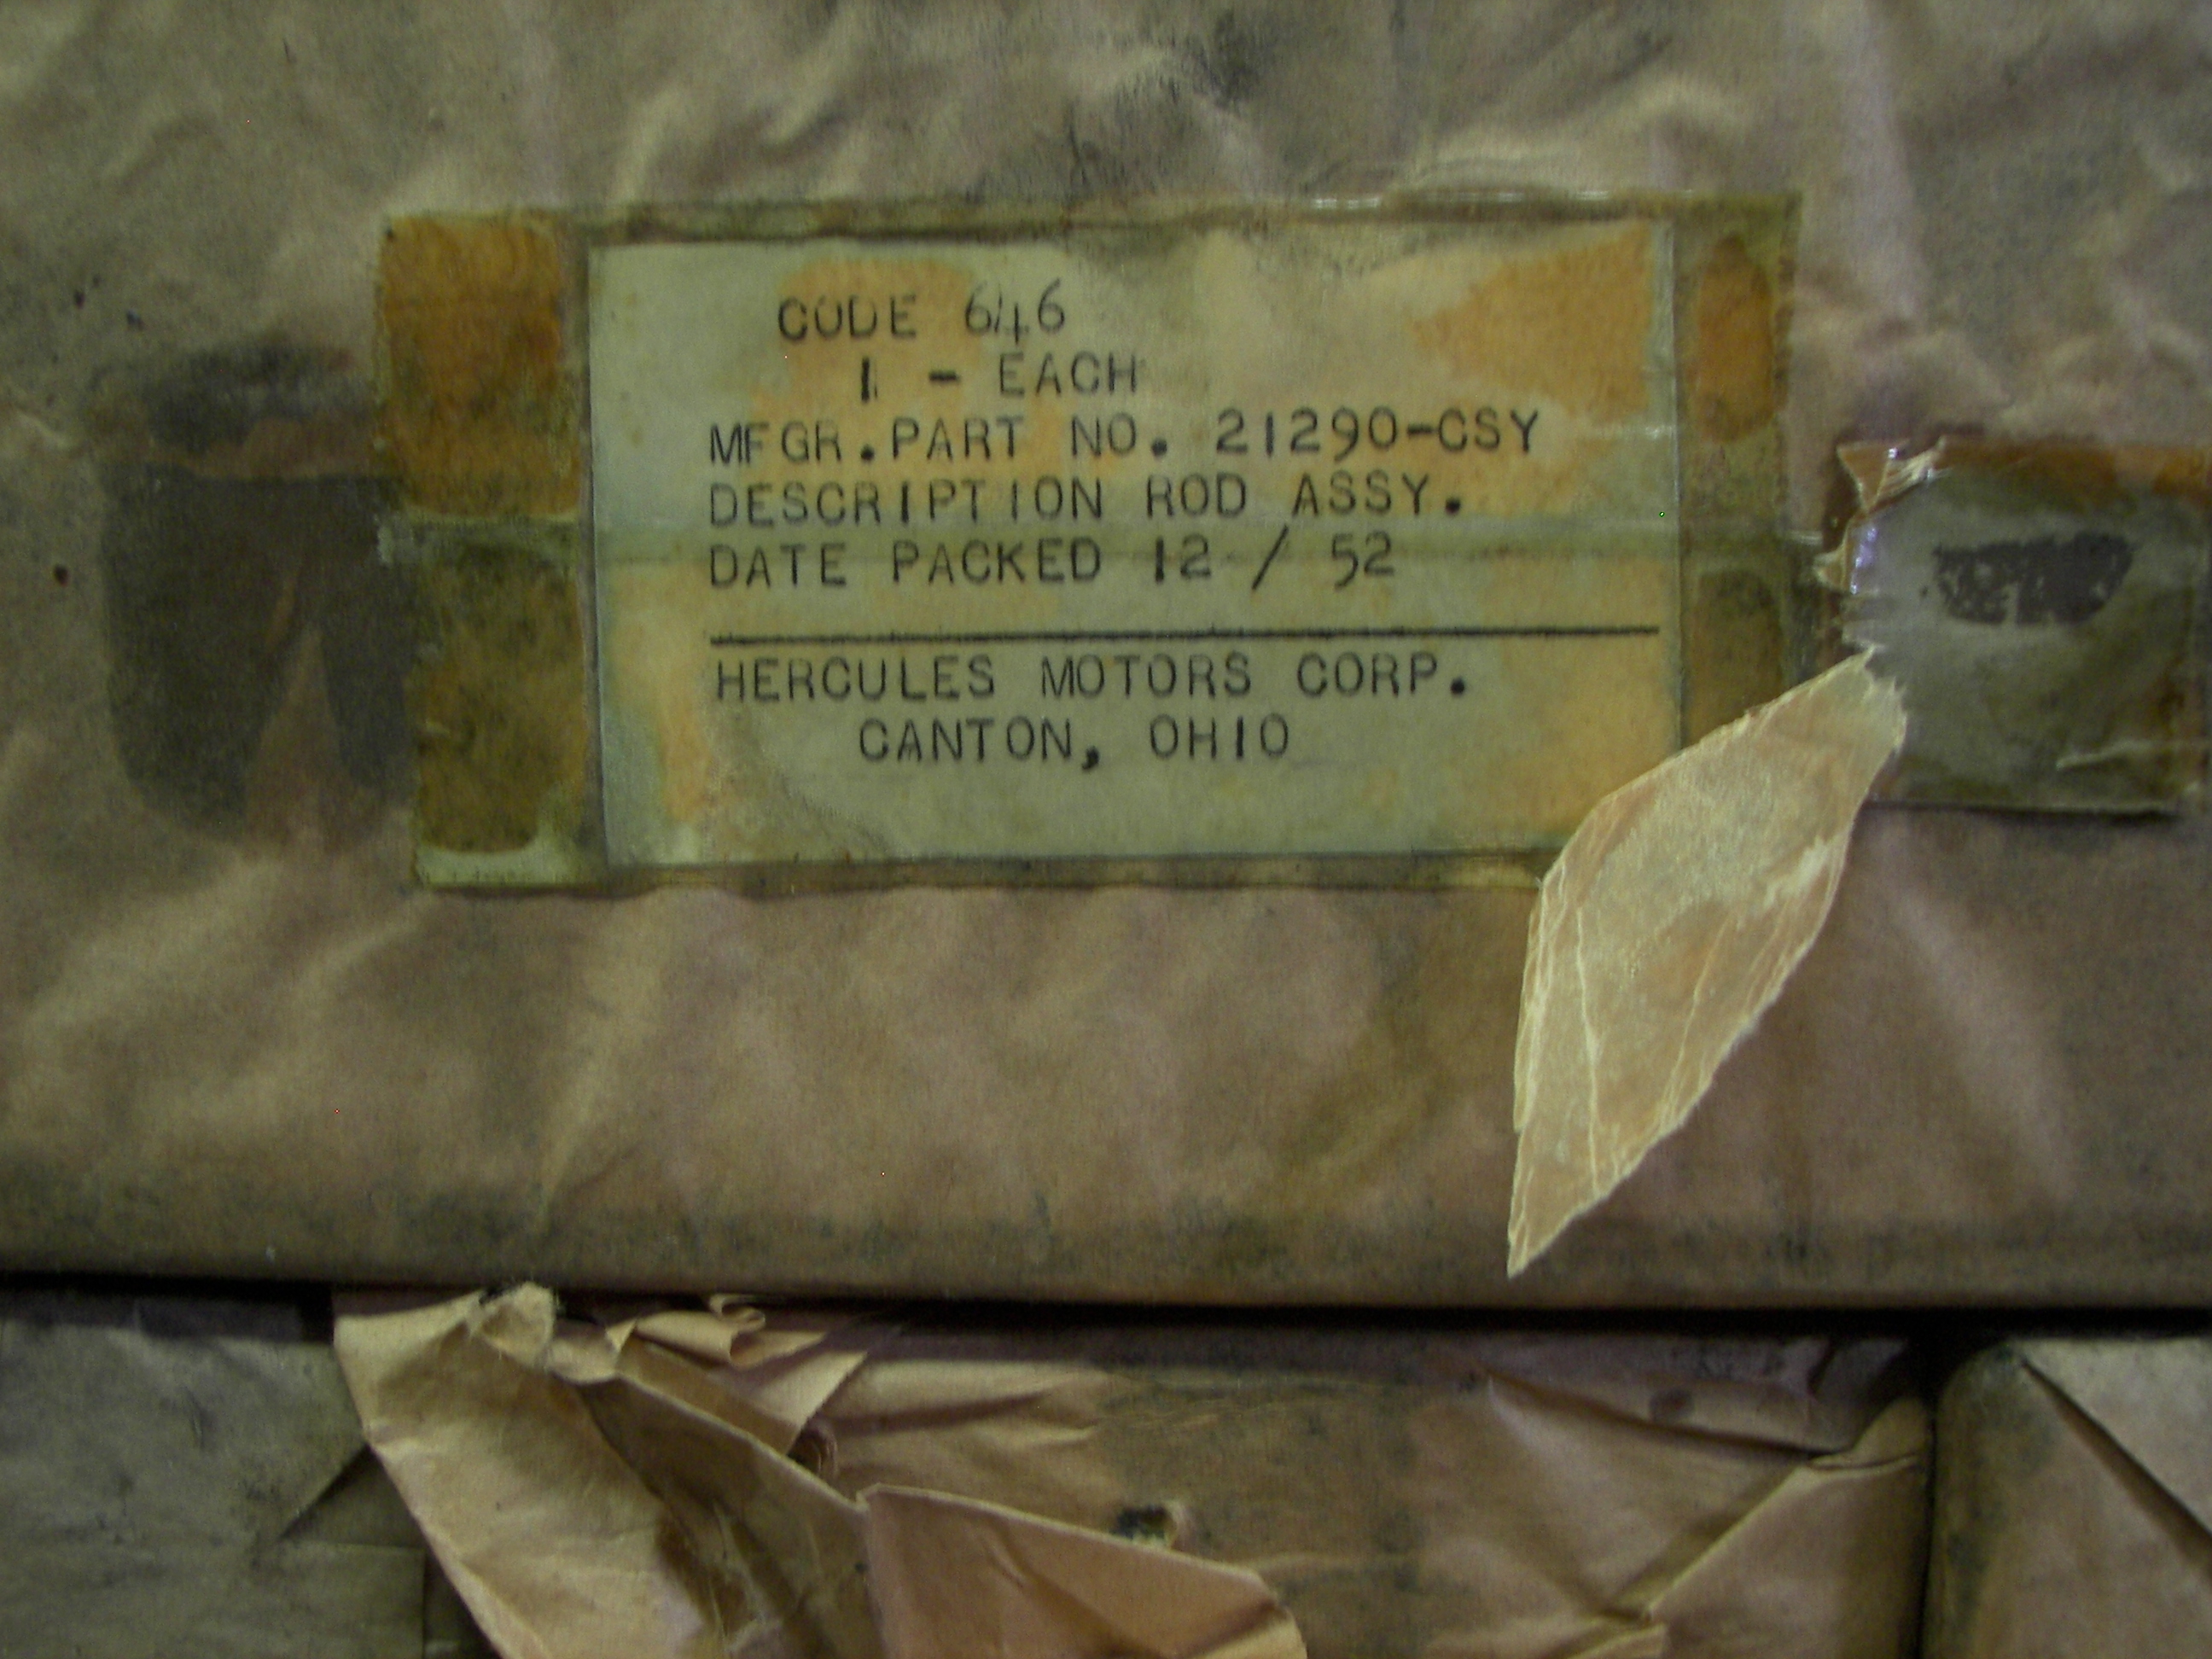 CODE 646
1 - EACH
MFGR.PART NO. 21290-CSY
DESCRIPTION ROD ASSY.
DATE PACKED 12 / 52
HERCULES MOTORS CORP.
CANTON, OHIO